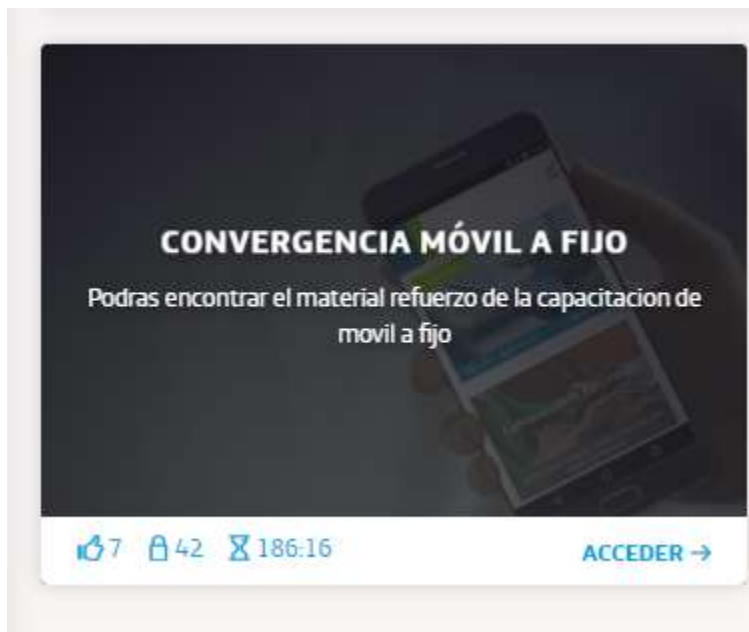 CONVERGENCIA MÓVIL A FIJO
Podras encontrar el material refuerzo de la capacitacion de
movil a fijo
7 42 186:16 ACCEDER →